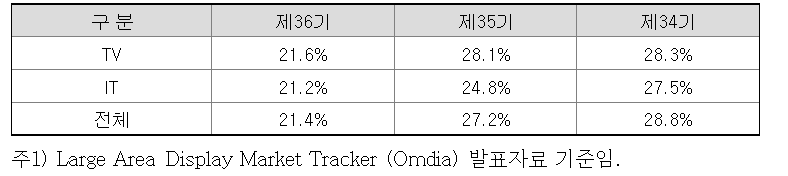 구 분 제36기 제35기 제34기
TV 21.6% 28.1% 28.3%
IT 21.2% 24.8% 27.5%
전체 21.4% 27.2% 28.8%
주1) Large Area Display Market Tracker (Omdia) 발표자료 기준임.